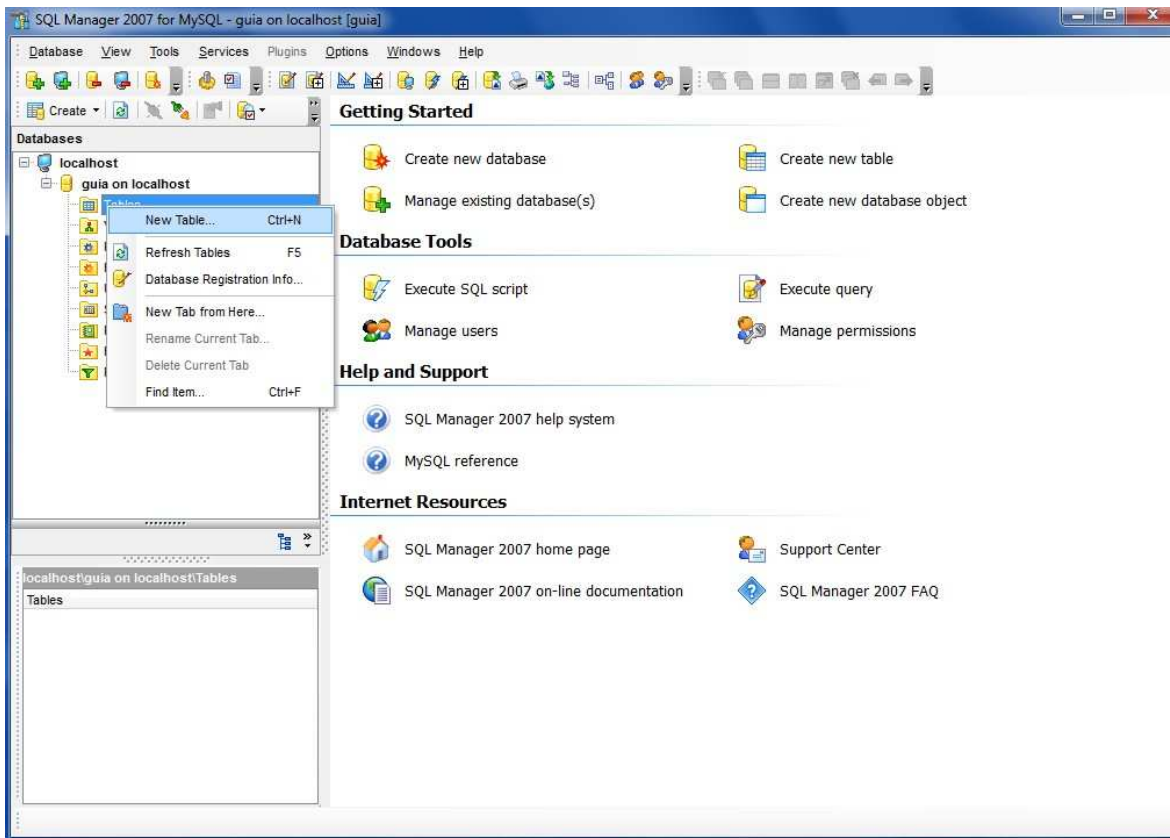 SQL Manager 2007 for MySQL - guia on localhost [guia]
Database View Tools Services Plugins Options Windows Help
Create
Databases
localhost
guia on localhost
Tables
New Table... Ctrl+N
Refresh Tables F5
Database Registration Info...
New Tab from Here...
Rename Current Tab...
Delete Current Tab
Find Item... Ctrl+F
localhost\guia on localhost\Tables
Tables
Getting Started
Create new database
Create new table
Manage existing database(s)
Create new database object
Database Tools
Execute SQL script
Execute query
Manage users
Manage permissions
Help and Support
SQL Manager 2007 help system
MySQL reference
Internet Resources
SQL Manager 2007 home page
Support Center
SQL Manager 2007 on-line documentation
SQL Manager 2007 FAQ